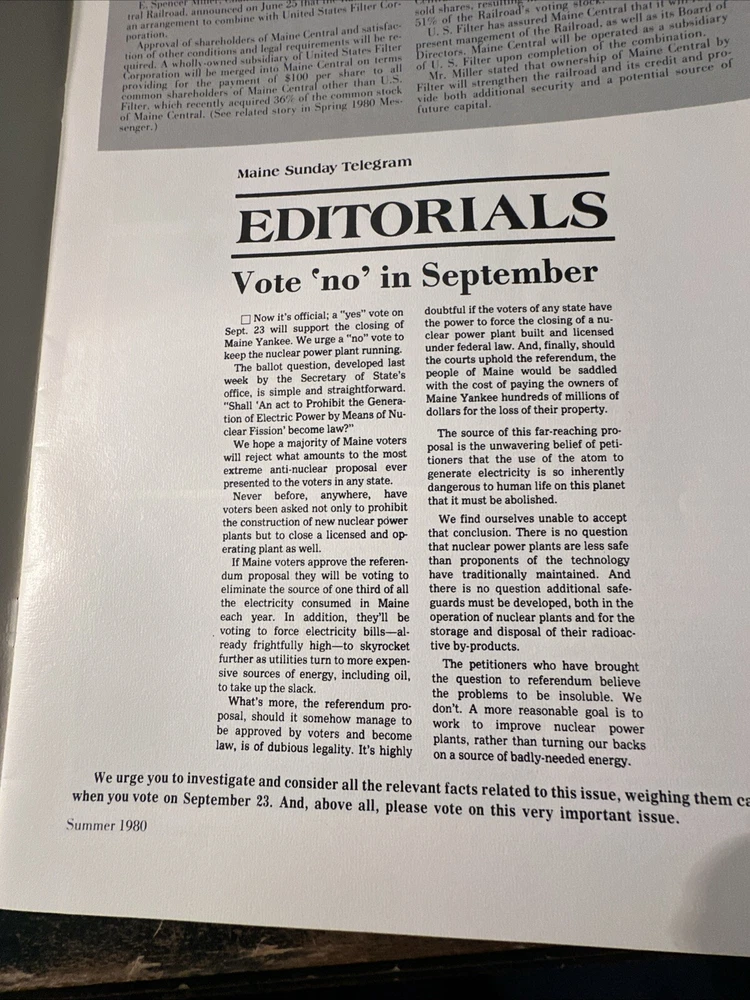 E. Spencer Miller,
tral Railroad, announced on June 25 that
an arrangement to combine with United States Filter Cor-
poration.
Approval of shareholders of Maine Central and satisfac-
tion of other conditions and legal requirements will be re-
quired. A wholly-owned subsidiary of United States Filter
Corporation will be merged into Maine Central on terms
providing for the payment of $100 per share to all
common shareholders of Maine Central other than U.S.
Filter, which recently acquired 36% of the common stock
of Maine Central. (See related story in Spring 1980 Mes-
senger.)
sold shares, resulting
51% of the Railroad's voting stock.
U. S. Filter has assured Maine Central that it
present mangement of the Railroad, as well as its Board of
Directors. Maine Central will be operated as a subsidiary
of U. S. Filter upon completion of the combination.
Mr. Miller stated that ownership of Maine Central by
Filter will strengthen the railroad and its credit and pro-
vide both additional security and a potential source of
future capital.
Maine Sunday Telegram
EDITORIALS
Vote 'no' in September
□ Now it's official; a "yes" vote on
Sept. 23 will support the closing of
Maine Yankee. We urge a "no" vote to
keep the nuclear power plant running.
The ballot question, developed last
week by the Secretary of State's
office, is simple and straightforward.
"Shall 'An act to Prohibit the Genera-
tion of Electric Power by Means of Nu-
clear Fission' become law?"
We hope a majority of Maine voters
will reject what amounts to the most
extreme anti-nuclear proposal ever
presented to the voters in any state.
Never before, anywhere, have
voters been asked not only to prohibit
the construction of new nuclear power
plants but to close a licensed and op-
erating plant as well.
If Maine voters approve the referen-
dum proposal they will be voting to
eliminate the source of one third of all
the electricity consumed in Maine
each year. In addition, they'll be
voting to force electricity bills—al-
ready frightfully high—to skyrocket
further as utilities turn to more expen-
sive sources of energy, including oil,
to take up the slack.
What's more, the referendum pro-
posal, should it somehow manage to
be approved by voters and become
law, is of dubious legality. It's highly
doubtful if the voters of any state have
the power to force the closing of a nu-
clear power plant built and licensed
under federal law. And, finally, should
the courts uphold the referendum, the
people of Maine would be saddled
with the cost of paying the owners of
Maine Yankee hundreds of millions of
dollars for the loss of their property.
The source of this far-reaching pro-
posal is the unwavering belief of peti-
tioners that the use of the atom to
generate electricity is so inherently
dangerous to human life on this planet
that it must be abolished.
We find ourselves unable to accept
that conclusion. There is no question
that nuclear power plants are less safe
than proponents of the technology
have traditionally maintained. And
there is no question additional safe-
guards must be developed, both in the
operation of nuclear plants and for the
storage and disposal of their radioac-
tive by-products.
The petitioners who have brought
the question to referendum believe
the problems to be insoluble. We
don't. A more reasonable goal is to
work to improve nuclear power
plants, rather than turning our backs
on a source of badly-needed energy.
We urge you to investigate and consider all the relevant facts related to this issue, weighing them
when you vote on September 23. And, above all, please vote on this very important issue.
Summer 1980